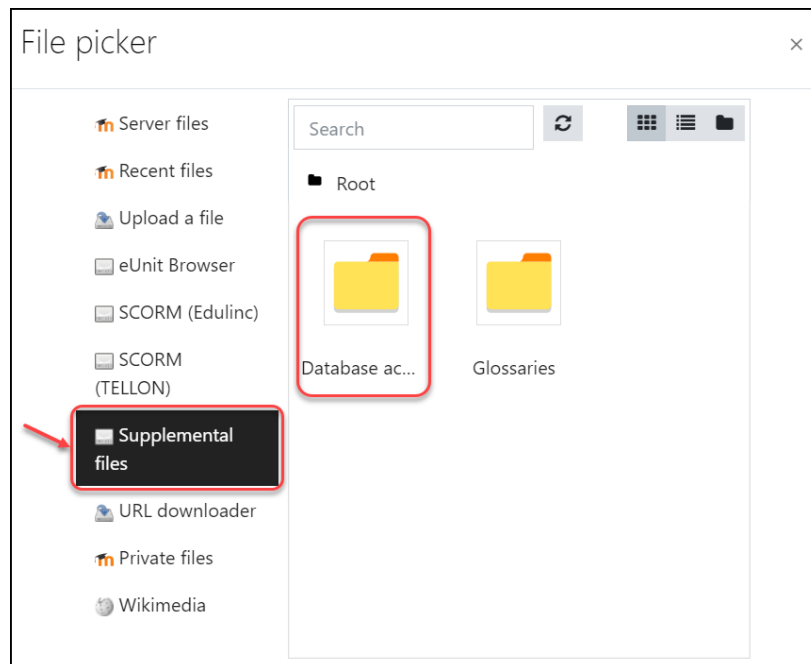 File picker
×
Server files
Recent files
Upload a file
eUnit Browser
SCORM (Edulinc)
SCORM
(TELLON)
Supplemental
files
URL downloader
Private files
Wikimedia
Search
Root
Database ac...
Glossaries